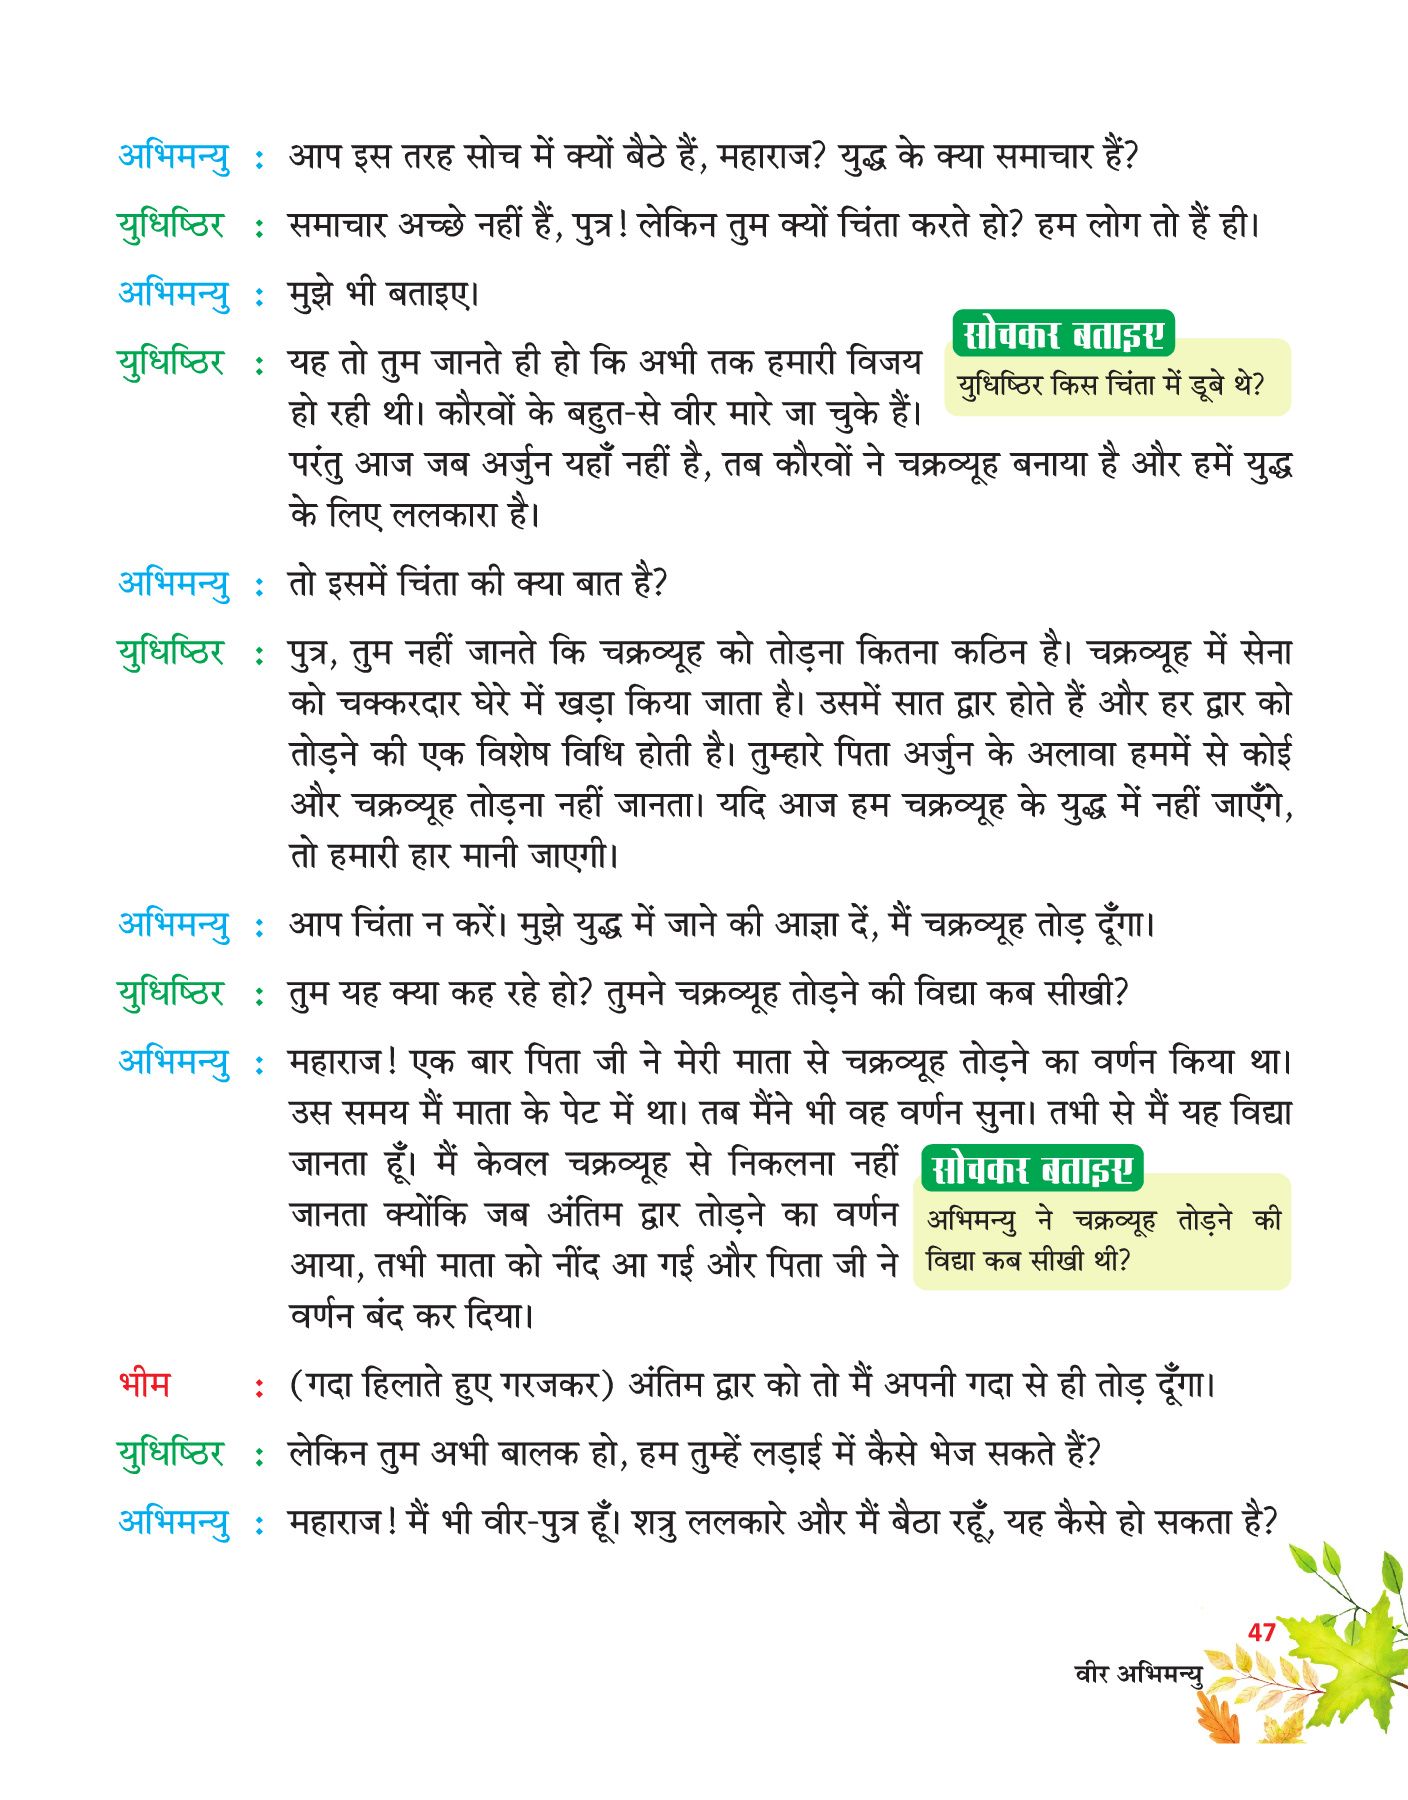 अभिमन्यु : आप इस तरह सोच में क्यों बैठे हैं, महाराज? युद्ध के क्या समाचार हैं?
युधिष्ठिर : समाचार अच्छे नहीं हैं, पुत्र! लेकिन तुम क्यों चिंता करते हो? हम लोग तो हैं ही।
अभिमन्यु : मुझे भी बताइए।
युधिष्ठिर : यह तो तुम जानते ही हो कि अभी तक हमारी विजय
हो रही थी। कौरवों के बहुत-से वीर मारे जा चुके हैं।
सोचकर बताइए
युधिष्ठिर किस चिंता में डूबे थे?
परंतु आज जब अर्जुन यहाँ नहीं है, तब कौरवों ने चक्रव्यूह बनाया है और हमें युद्ध
के लिए ललकारा है।
अभिमन्यु : तो इसमें चिंता की क्या बात है?
युधिष्ठिर : पुत्र, तुम नहीं जानते कि चक्रव्यूह को तोड़ना कितना कठिन है। चक्रव्यूह में सेना
को चक्करदार घेरे में खड़ा किया जाता है। उसमें सात द्वार होते हैं और हर द्वार को
तोड़ने की एक विशेष विधि होती है। तुम्हारे पिता अर्जुन के अलावा हममें से कोई
और चक्रव्यूह तोड़ना नहीं जानता। यदि आज हम चक्रव्यूह के युद्ध में नहीं जाएँगे,
तो हमारी हार मानी जाएगी।
अभिमन्यु : आप चिंता न करें। मुझे युद्ध में जाने की आज्ञा दें, मैं चक्रव्यूह तोड़ दूँगा।
युधिष्ठिर : तुम यह क्या कह रहे हो? तुमने चक्रव्यूह तोड़ने की विद्या कब सीखी?
अभिमन्यु : महाराज! एक बार पिता जी ने मेरी माता से चक्रव्यूह तोड़ने का वर्णन किया था।
उस समय मैं माता के पेट में था। तब मैंने भी वह वर्णन सुना। तभी से मैं यह विद्या
जानता हूँ। मैं केवल चक्रव्यूह से निकलना नहीं
जानता क्योंकि जब अंतिम द्वार तोड़ने का वर्णन
आया, तभी माता को नींद आ गई और पिता जी ने
वर्णन बंद कर दिया।
सोचकर बताइए
अभिमन्यु ने चक्रव्यूह तोड़ने की
विद्या कब सीखी थी?
भीम : (गदा हिलाते हुए गरजकर) अंतिम द्वार को तो मैं अपनी गदा से ही तोड़ दूँगा।
युधिष्ठिर : लेकिन तुम अभी बालक हो, हम तुम्हें लड़ाई में कैसे भेज सकते हैं?
अभिमन्यु : महाराज! मैं भी वीर-पुत्र हूँ। शत्रु ललकारे और मैं बैठा रहूँ, यह कैसे हो सकता है?
47
वीर अभिमन्यु